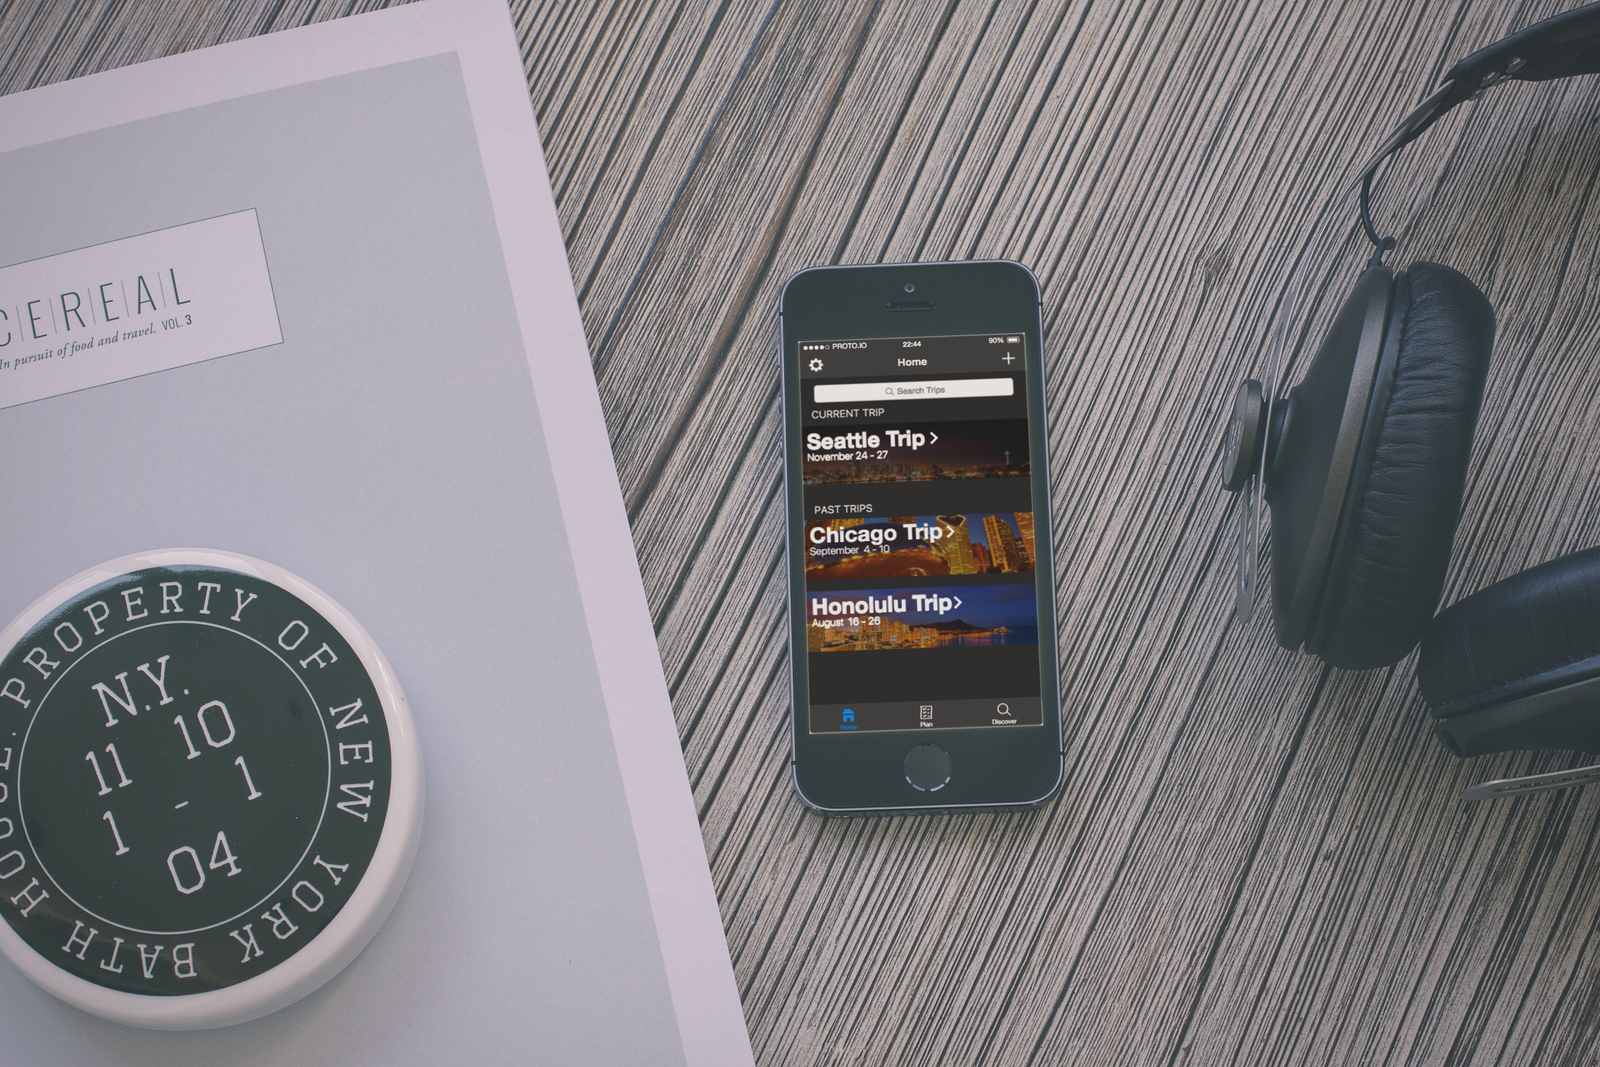 CEREAL
In pursuit of food and travel. VOL. 3
PROPERTY OF NEW YORK BATH HOUSE.
N.Y.
11 10
1 - 1
04
PROTO.IO 22:44 90%
Home
Search Trips
CURRENT TRIP
Seattle Trip >
November 24 - 27
PAST TRIPS
Chicago Trip >
September 4 - 10
Honolulu Trip >
August 16 - 26
Home Plan Discover